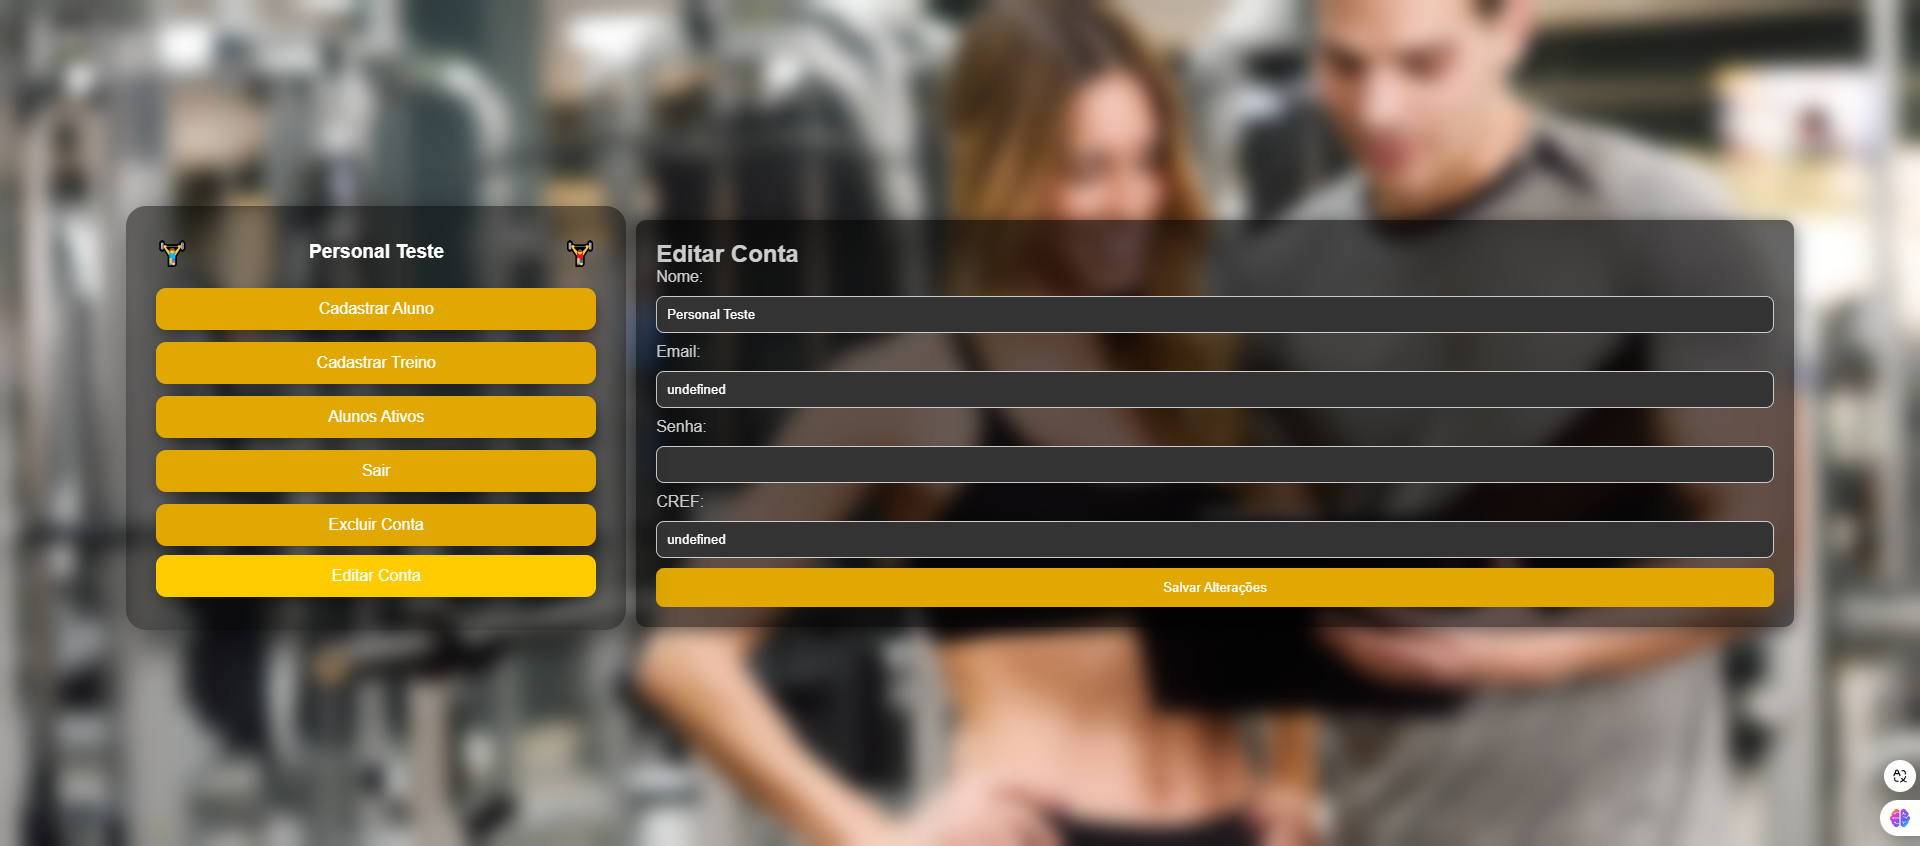 Personal Teste
Cadastrar Aluno
Cadastrar Treino
Alunos Ativos
Sair
Excluir Conta
Editar Conta
Editar Conta
Nome:
Personal Teste
Email:
undefined
Senha:
CREF:
undefined
Salvar Alterações